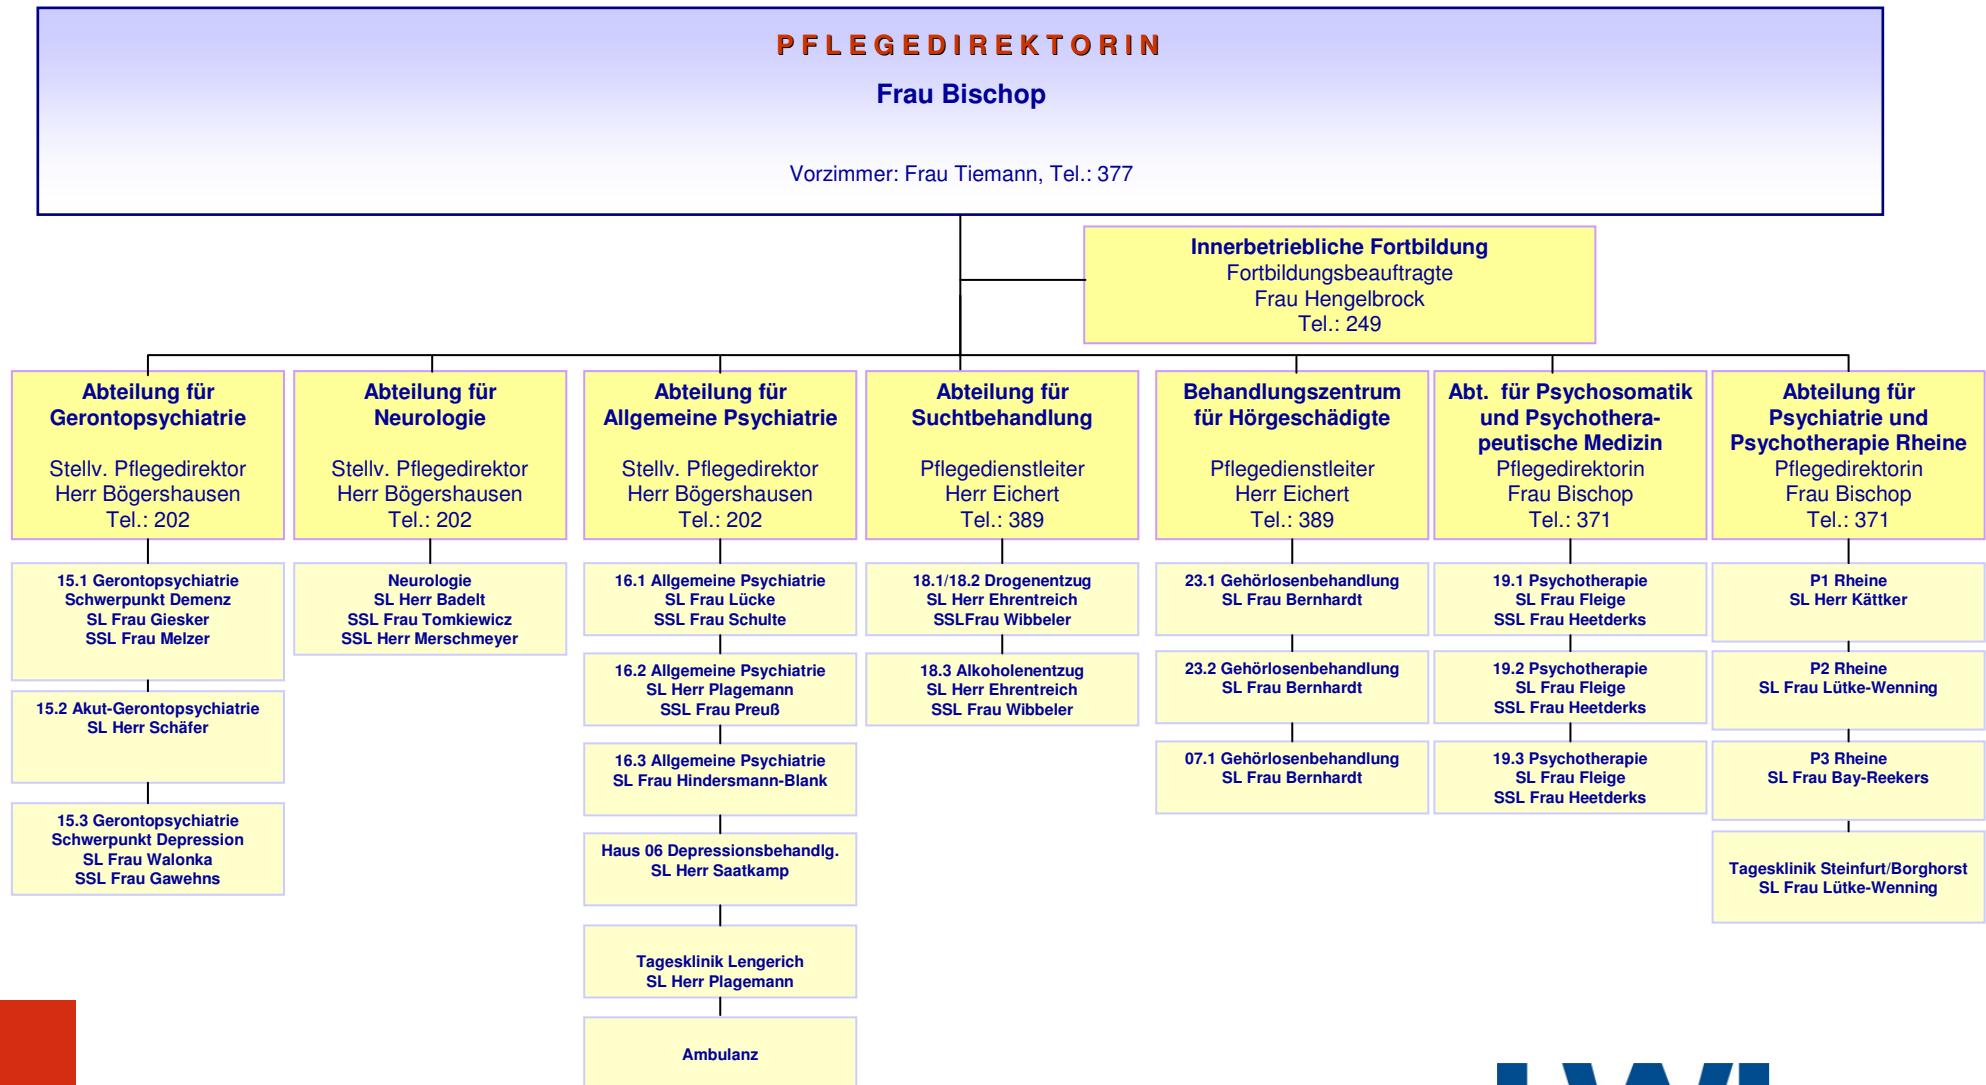 PFLEGEDIREKTORIN
Frau Bischop
Vorzimmer: Frau Tiemann, Tel.: 377
Innerbetriebliche Fortbildung
Fortbildungsbeauftragte
Frau Hengelbrock
Tel.: 249
Abteilung für
Gerontopsychiatrie
Stellv. Pflegedirektor
Herr Bögershausen
Tel.: 202
15.1 Gerontopsychiatrie
Schwerpunkt Demenz
SL Frau Giesker
SSL Frau Melzer
15.2 Akut-Gerontopsychiatrie
SL Herr Schäfer
15.3 Gerontopsychiatrie
Schwerpunkt Depression
SL Frau Walonka
SSL Frau Gawehns
Abteilung für
Neurologie
Stellv. Pflegedirektor
Herr Bögershausen
Tel.: 202
Neurologie
SL Herr Badelt
SSL Frau Tomkiewicz
SSL Herr Merschmeyer
Abteilung für
Allgemeine Psychiatrie
Stellv. Pflegedirektor
Herr Bögershausen
Tel.: 202
16.1 Allgemeine Psychiatrie
SL Frau Lücke
SSL Frau Schulte
16.2 Allgemeine Psychiatrie
SL Herr Plagemann
SSL Frau Preuß
16.3 Allgemeine Psychiatrie
SL Frau Hindersmann-Blank
Haus 06 Depressionsbehandlg.
SL Herr Saatkamp
Tagesklinik Lengerich
SL Herr Plagemann
Ambulanz
Abteilung für
Suchtbehandlung
Pflegedienstleiter
Herr Eichert
Tel.: 389
18.1/18.2 Drogenentzug
SL Herr Ehrentreich
SSLFrau Wibbeler
18.3 Alkoholenentzug
SL Herr Ehrentreich
SSL Frau Wibbeler
Behandlungszentrum
für Hörgeschädigte
Pflegedienstleiter
Herr Eichert
Tel.: 389
23.1 Gehörlosenbehandlung
SL Frau Bernhardt
23.2 Gehörlosenbehandlung
SL Frau Bernhardt
07.1 Gehörlosenbehandlung
SL Frau Bernhardt
Abt. für Psychosomatik
und Psychothera-
peutische Medizin
Pflegedirektorin
Frau Bischop
Tel.: 371
19.1 Psychotherapie
SL Frau Fleige
SSL Frau Heetderks
19.2 Psychotherapie
SL Frau Fleige
SSL Frau Heetderks
19.3 Psychotherapie
SL Frau Fleige
SSL Frau Heetderks
Abteilung für
Psychiatrie und
Psychotherapie Rheine
Pflegedirektorin
Frau Bischop
Tel.: 371
P1 Rheine
SL Herr Kättker
P2 Rheine
SL Frau Lütke-Wenning
P3 Rheine
SL Frau Bay-Reekers
Tagesklinik Steinfurt/Borghorst
SL Frau Lütke-Wenning